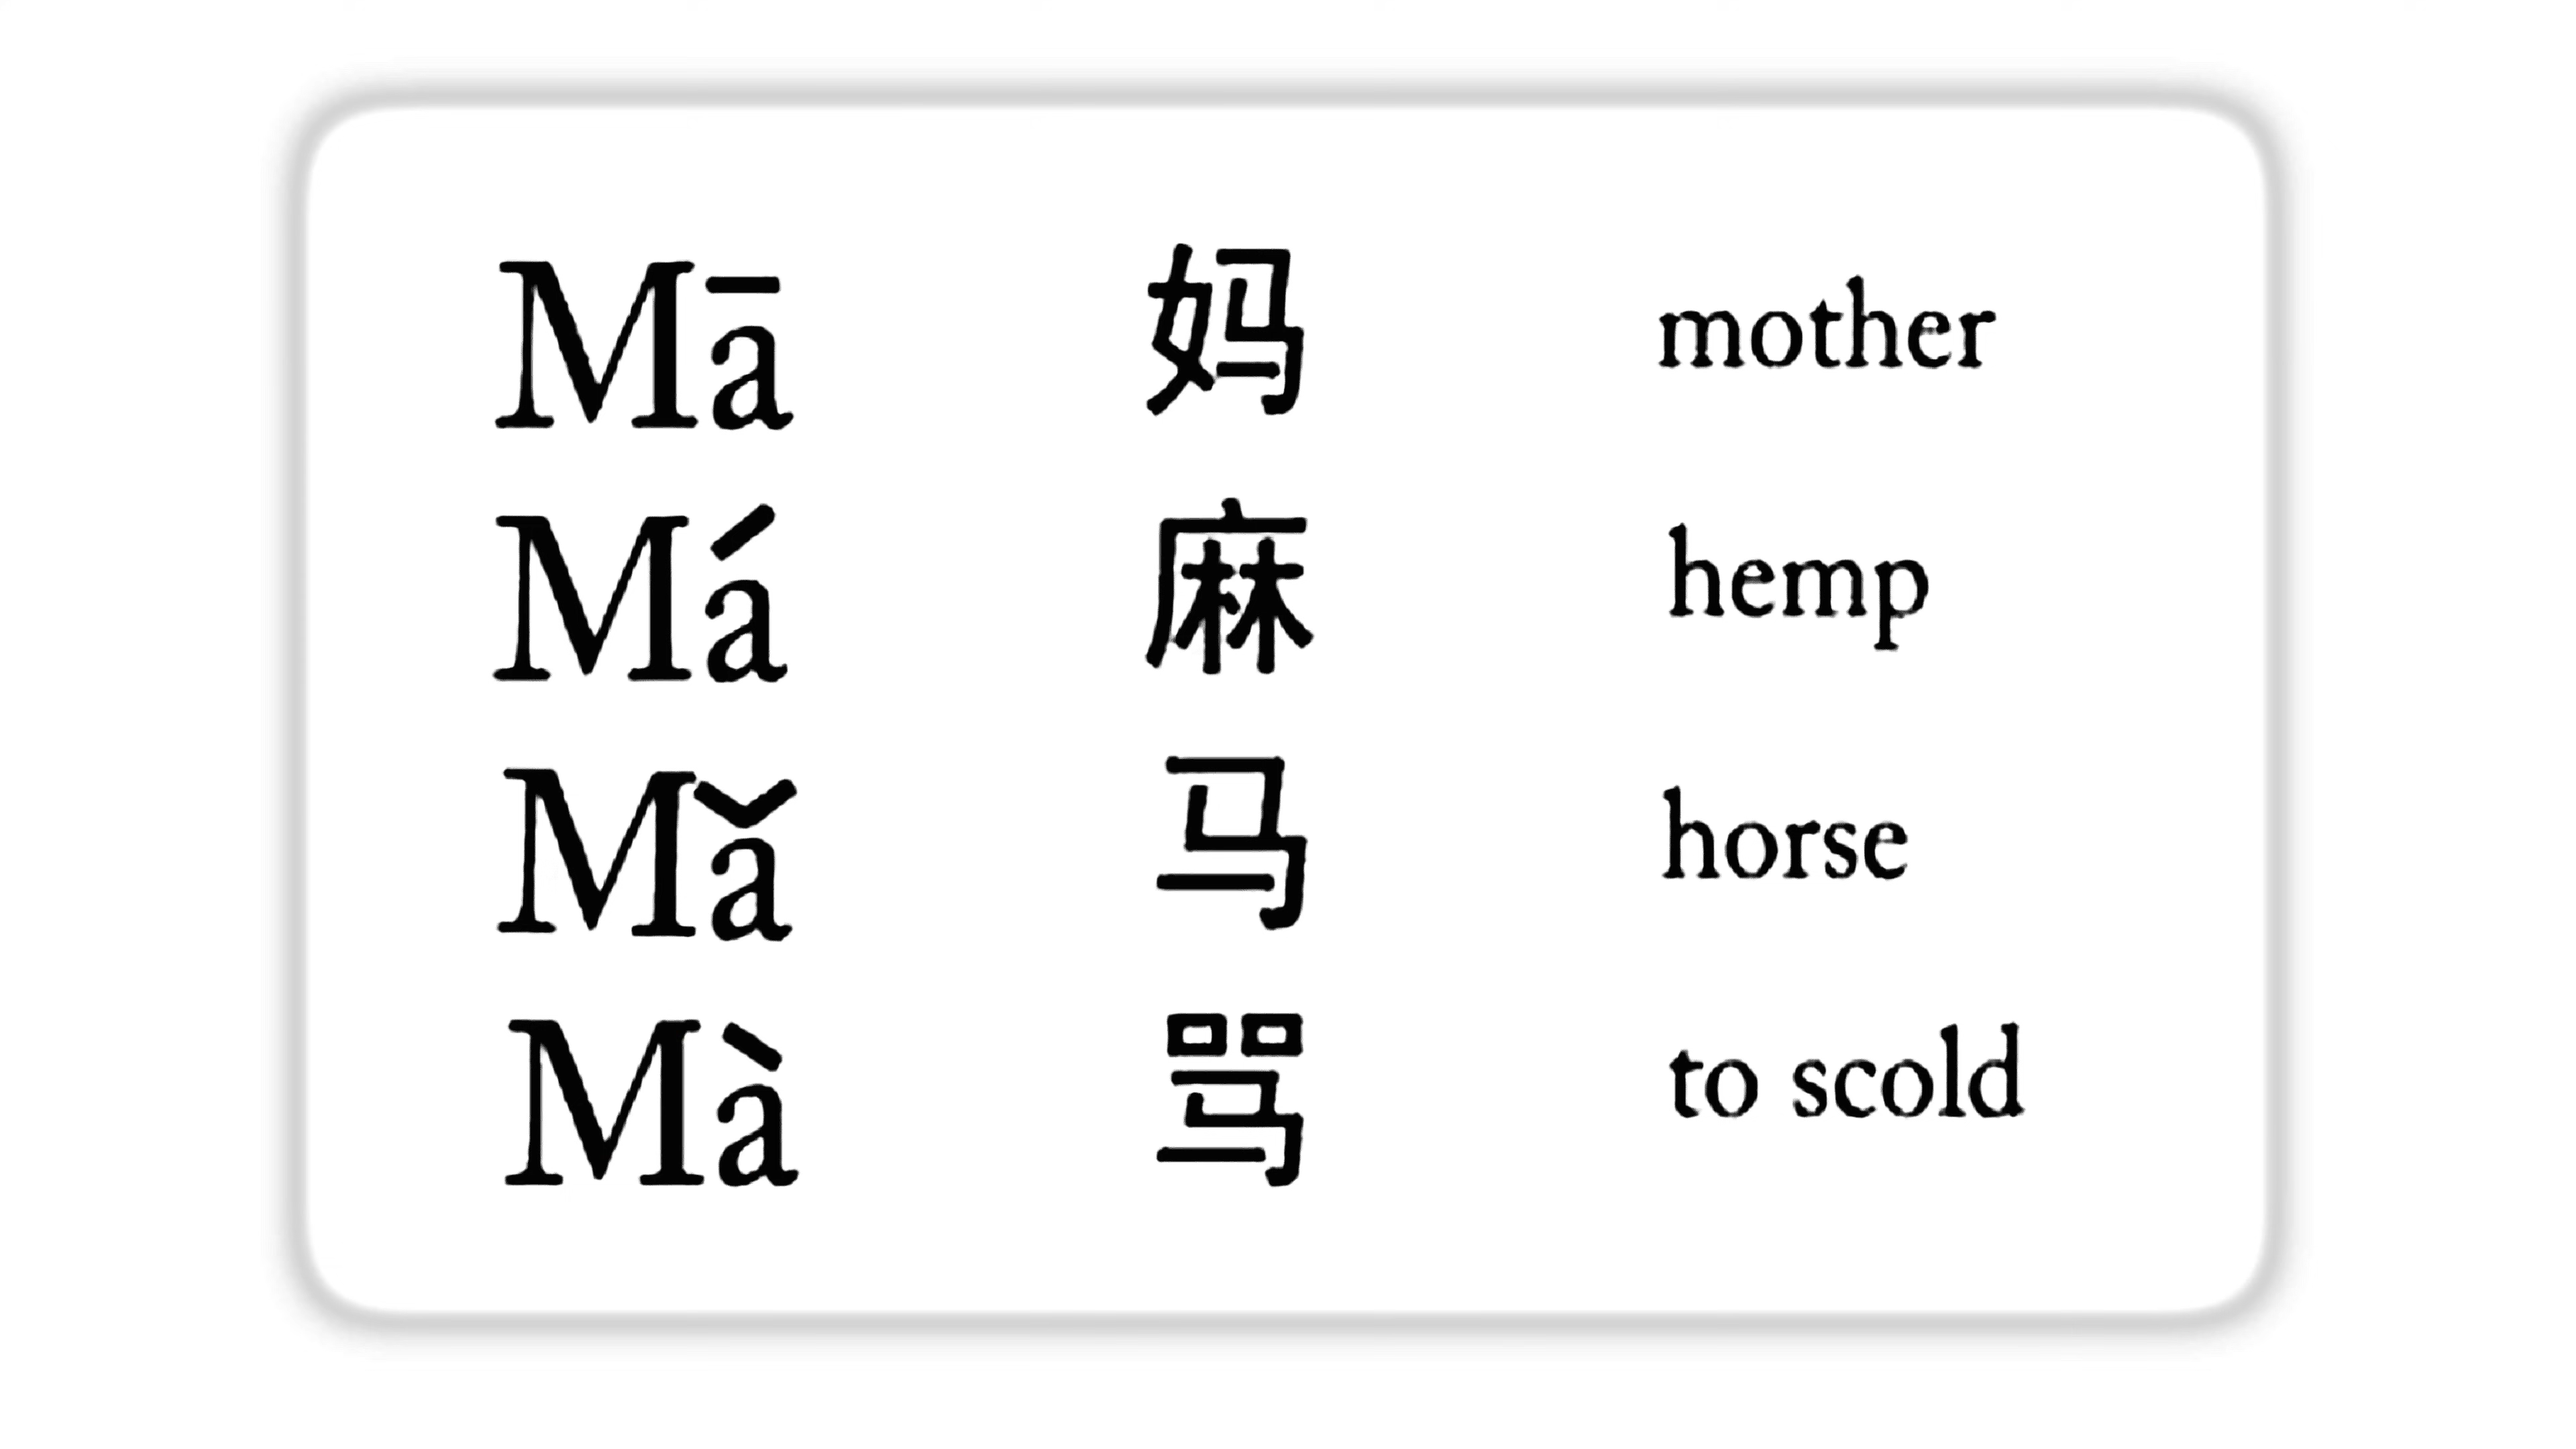 Mā 妈 mother
Má 麻 hemp
Mǎ 马 horse
Mà 骂 to scold